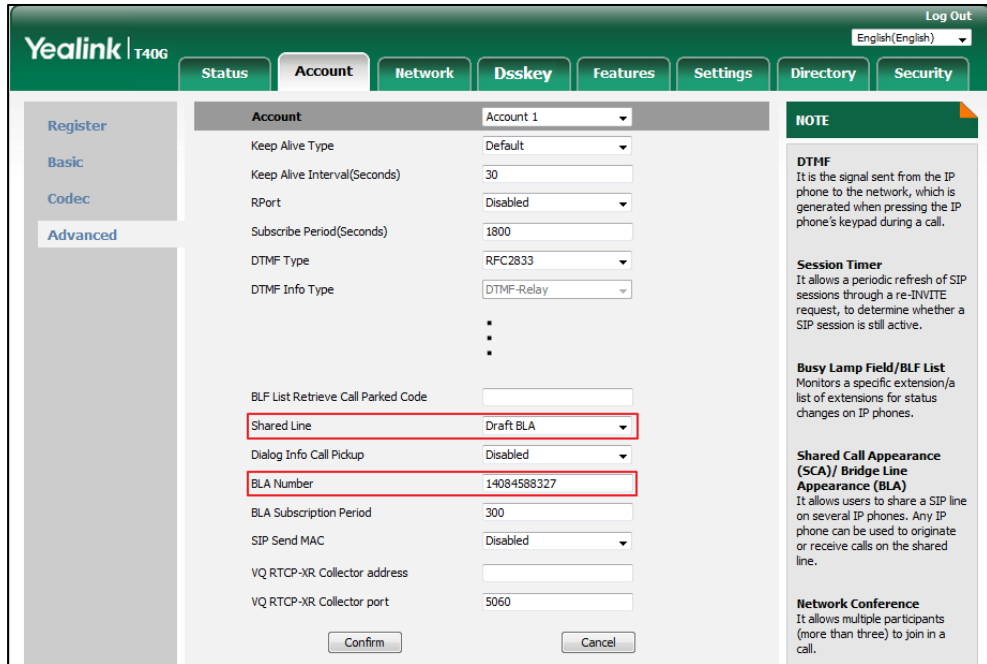 Log Out
English(English)
Yealink T40G
Status Account Network Dsskey Features Settings Directory Security
Register
Basic
Codec
Advanced
Account Account 1
Keep Alive Type Default
Keep Alive Interval(Seconds) 30
RPort Disabled
Subscribe Period(Seconds) 1800
DTMF Type RFC2833
DTMF Info Type DTMF-Relay
BLF List Retrieve Call Parked Code
Shared Line Draft BLA
Dialog Info Call Pickup Disabled
BLA Number 14084588327
BLA Subscription Period 300
SIP Send MAC Disabled
VQ RTCP-XR Collector address
VQ RTCP-XR Collector port 5060
Confirm Cancel
NOTE
DTMF
It is the signal sent from the IP
phone to the network, which is
generated when pressing the IP
phone's keypad during a call.
Session Timer
It allows a periodic refresh of SIP
sessions through a re-INVITE
request, to determine whether a
SIP session is still active.
Busy Lamp Field/BLF List
Monitors a specific extension/a
list of extensions for status
changes on IP phones.
Shared Call Appearance
(SCA)/ Bridge Line
Appearance (BLA)
It allows users to share a SIP line
on several IP phones. Any IP
phone can be used to originate
or receive calls on the shared
line.
Network Conference
It allows multiple participants
(more than three) to join in a
call.